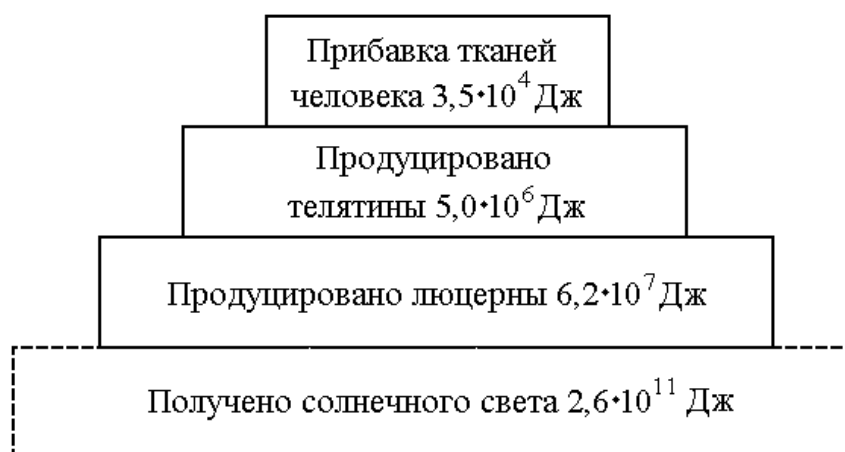 Прибавка тканей
человека 3,5·10⁴ Дж
Продуцировано
телятины 5,0·10⁶ Дж
Продуцировано люцерны 6,2·10⁷ Дж
Получено солнечного света 2,6·10¹¹ Дж